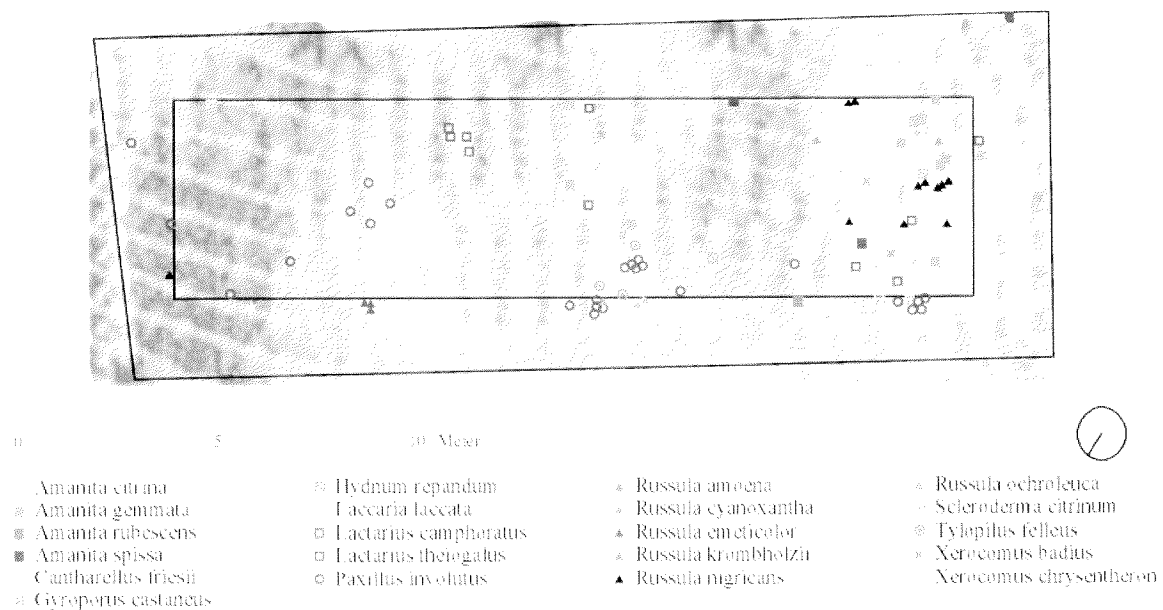 0 5 10 Meter
Amanita citrina
Amanita gemmata
Amanita rubescens
Amanita spissa
Cantharellus friesii
Gyroporus castaneus
Hydnum repandum
Laccaria laccata
Lactarius camphoratus
Lactarius theiogalus
Paxillus involutus
Russula amoena
Russula cyanoxantha
Russula emeticolor
Russula krombholzii
Russula nigricans
Russula ochroleuca
Scleroderma citrinum
Tylopilus felleus
Xerocomus badius
Xerocomus chrysentheron